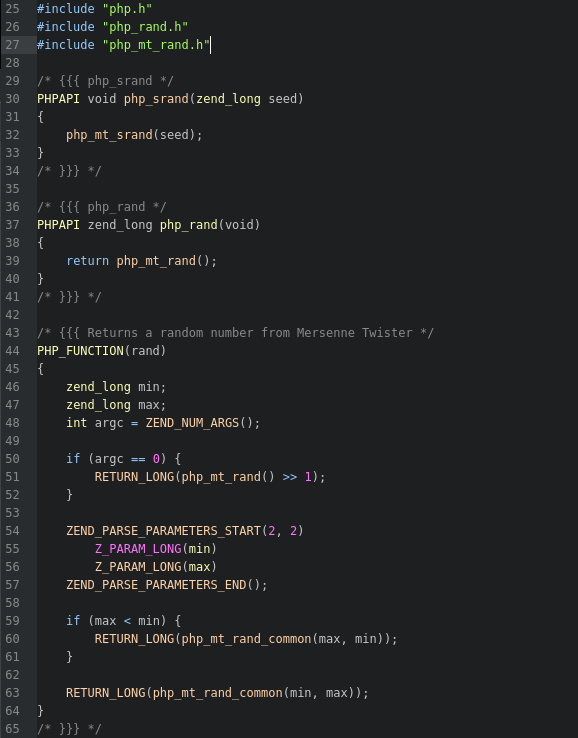 25 #include "php.h"
26 #include "php_rand.h"
27 #include "php_mt_rand.h"
28
29 /* {{{ php_srand */
30 PHPAPI void php_srand(zend_long seed)
31 {
32     php_mt_srand(seed);
33 }
34 /* }}} */
35
36 /* {{{ php_rand */
37 PHPAPI zend_long php_rand(void)
38 {
39     return php_mt_rand();
40 }
41 /* }}} */
42
43 /* {{{ Returns a random number from Mersenne Twister */
44 PHP_FUNCTION(rand)
45 {
46     zend_long min;
47     zend_long max;
48     int argc = ZEND_NUM_ARGS();
49
50     if (argc == 0) {
51         RETURN_LONG(php_mt_rand() >> 1);
52     }
53
54     ZEND_PARSE_PARAMETERS_START(2, 2)
55         Z_PARAM_LONG(min)
56         Z_PARAM_LONG(max)
57     ZEND_PARSE_PARAMETERS_END();
58
59     if (max < min) {
60         RETURN_LONG(php_mt_rand_common(max, min));
61     }
62
63     RETURN_LONG(php_mt_rand_common(min, max));
64 }
65 /* }}} */